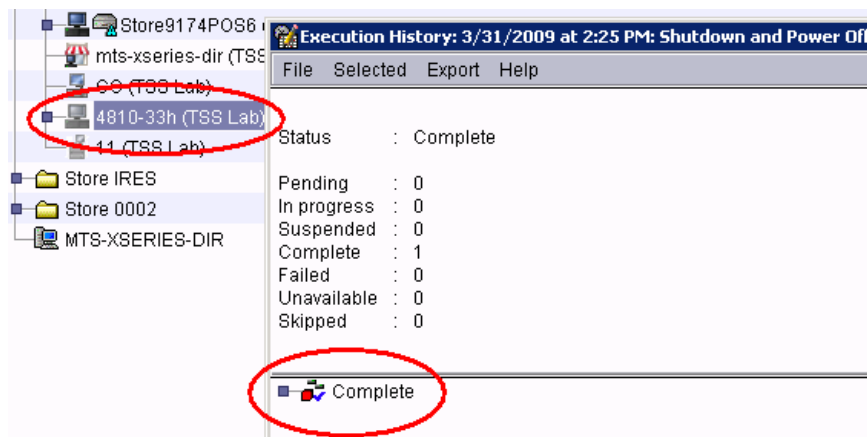 Store9174POS6
mts-xseries-dir (TSS
CO (TSS Lab)
4810-33h (TSS Lab)
11 (TSS Lab)
Store IRES
Store 0002
MTS-XSERIES-DIR
Execution History: 3/31/2009 at 2:25 PM: Shutdown and Power Off
File Selected Export Help
Status : Complete
Pending : 0
In progress : 0
Suspended : 0
Complete : 1
Failed : 0
Unavailable : 0
Skipped : 0
Complete